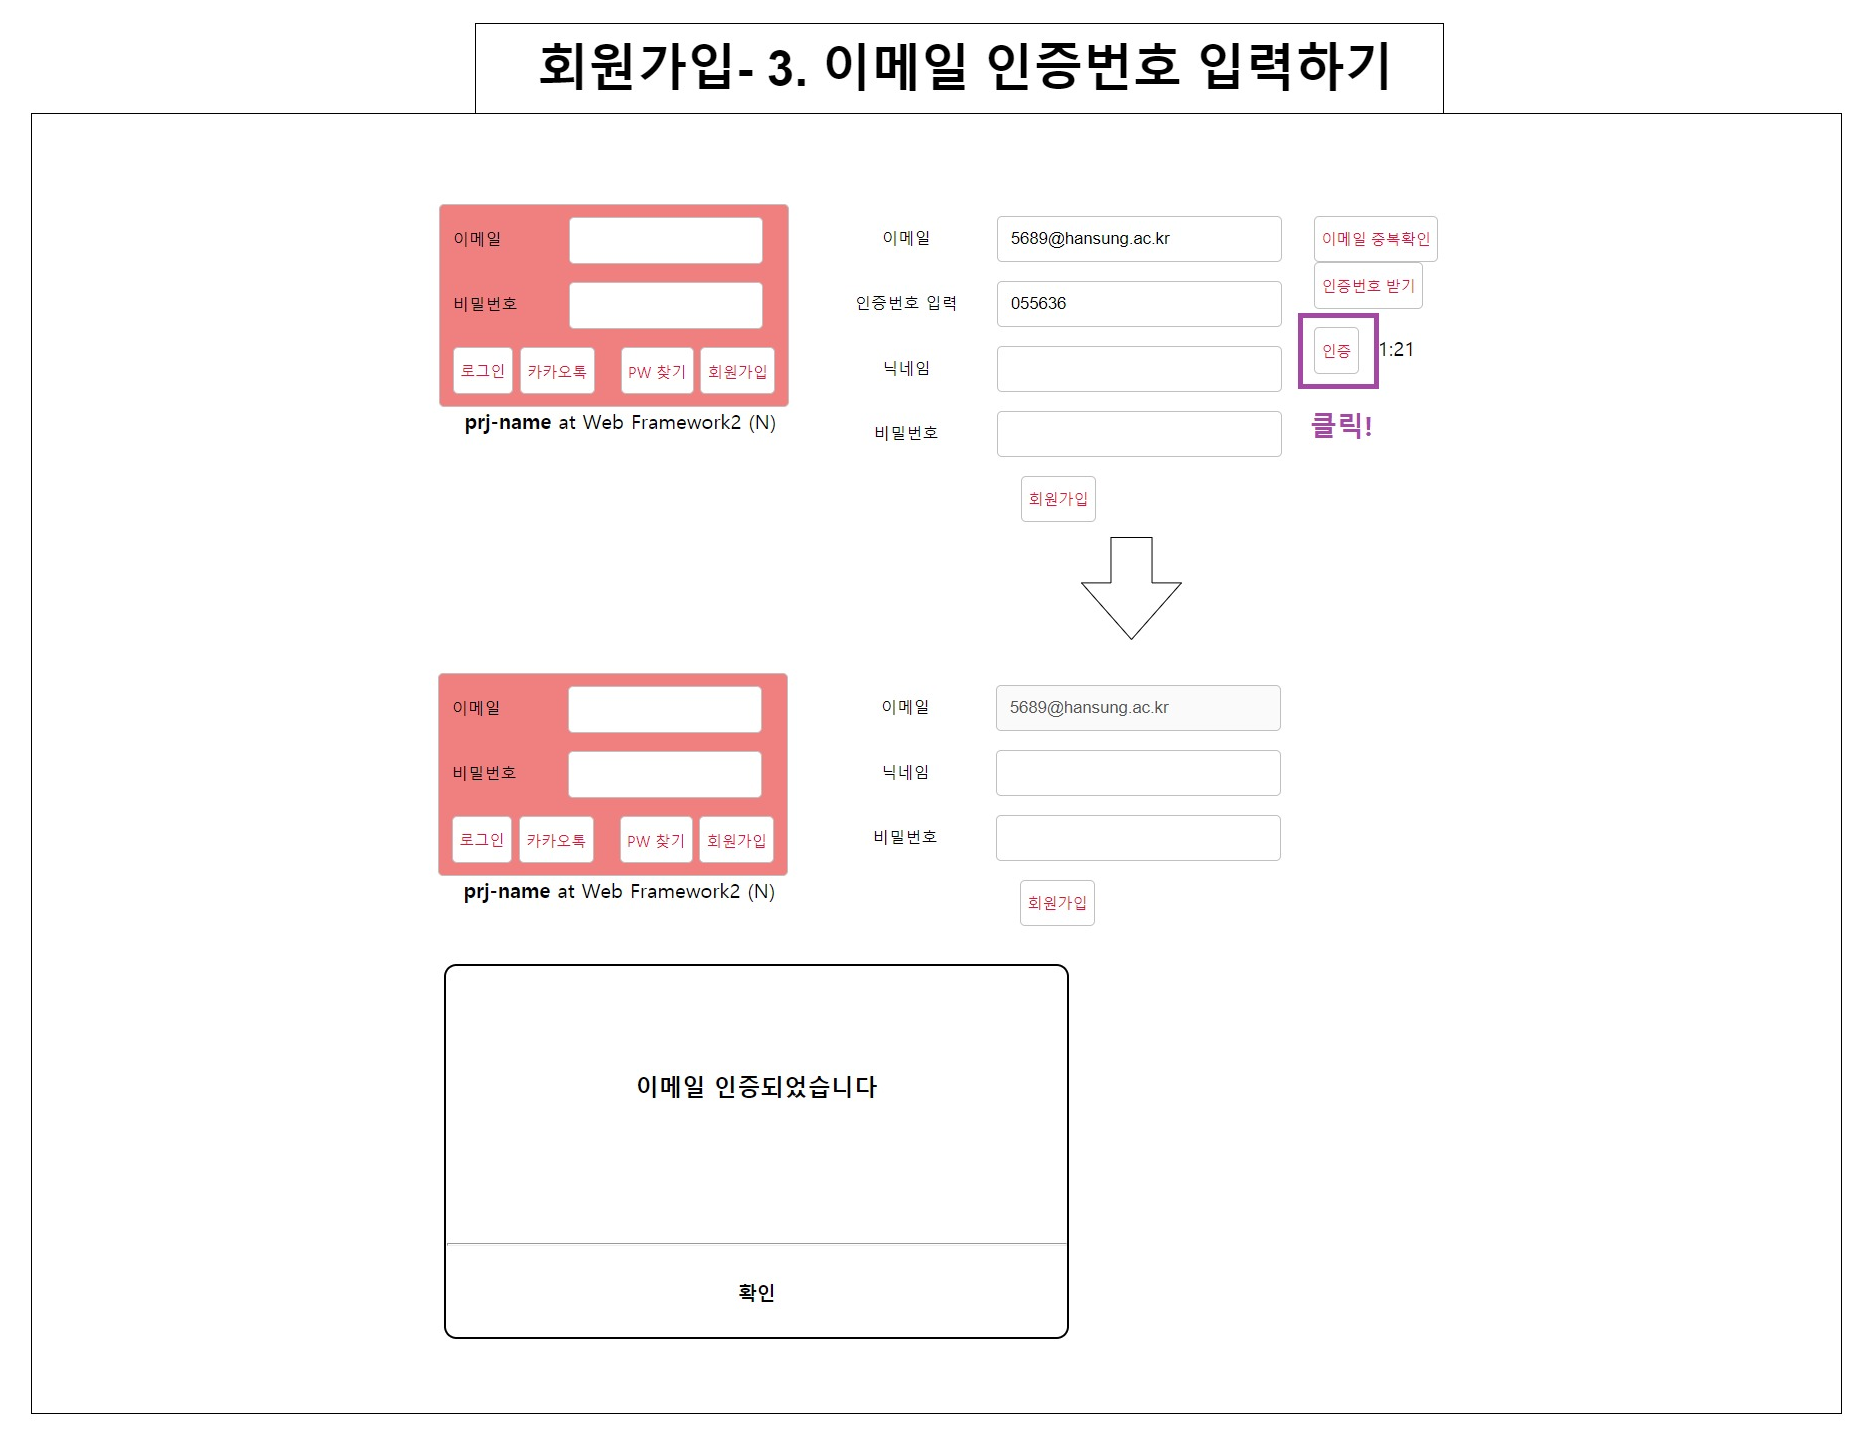 회원가입- 3. 이메일 인증번호 입력하기
이메일
비밀번호
로그인 카카오톡 PW 찾기 회원가입
prj-name at Web Framework2 (N)
이메일 5689@hansung.ac.kr 이메일 중복확인
인증번호 받기
인증번호 입력 055636
인증 1:21
닉네임
클릭!
비밀번호
회원가입
이메일
비밀번호
로그인 카카오톡 PW 찾기 회원가입
prj-name at Web Framework2 (N)
이메일 5689@hansung.ac.kr
닉네임
비밀번호
회원가입
이메일 인증되었습니다
확인